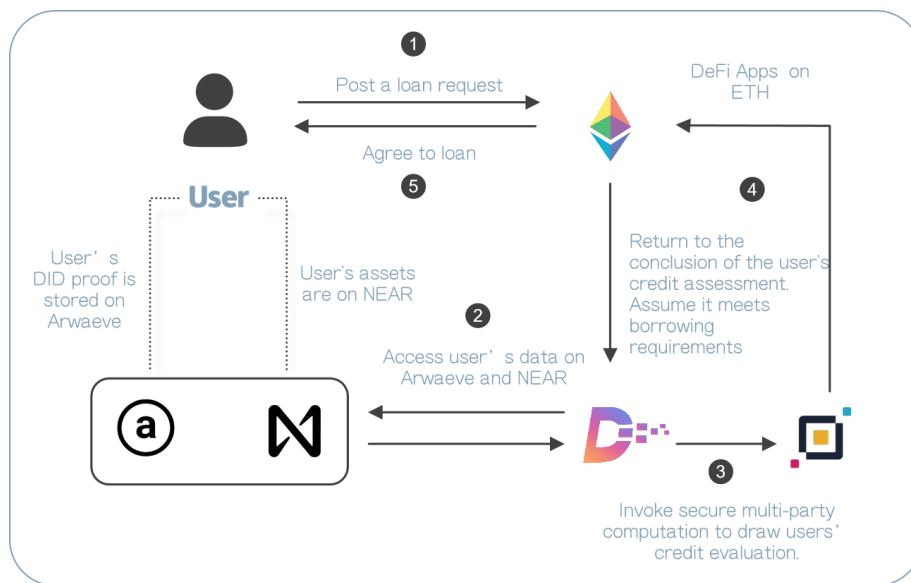 1
Post a loan request
DeFi Apps on
ETH
Agree to loan
5
User
4
User's
DID proof is
stored on
Arwaeve
User's assets
are on NEAR
Return to the
conclusion of the user's
credit assessment.
Assume it meets
borrowing
requirements
2
Access user's data on
Arwaeve and NEAR
a
3
Invoke secure multi-party
computation to draw users'
credit evaluation.